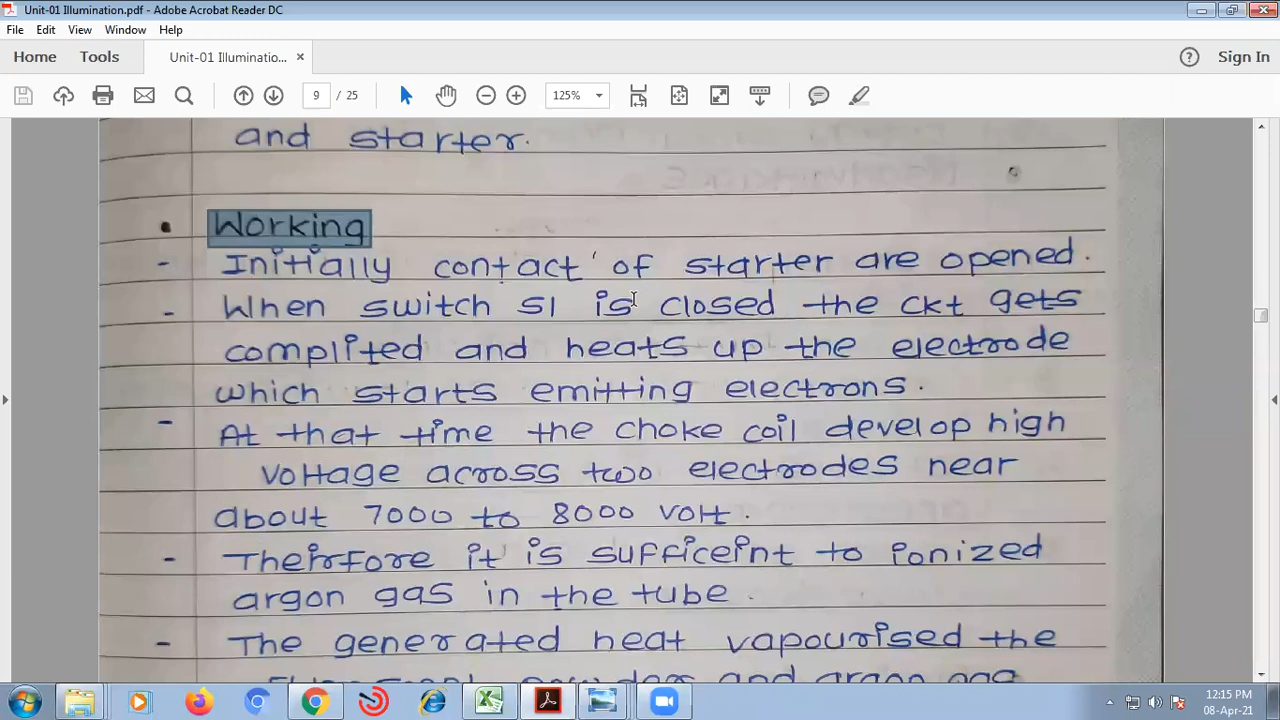 Unit-01 Illumination.pdf - Adobe Acrobat Reader DC
File Edit View Window Help
Home Tools Unit-01 Illuminatio... × Sign In
9 / 25 125%
and starter.
Working
- Initially contact of starter are opened.
- When switch S1 is closed the ckt gets
complited and heats up the electrode
which starts emitting electrons.
- At that time the choke coil develop high
voltage across two electrodes near
about 7000 to 8000 volt.
- Theirfore it is sufficeint to ionized
argon gas in the tube.
- The generated heat vapourised the
and argon gas
12:15 PM
08-Apr-21